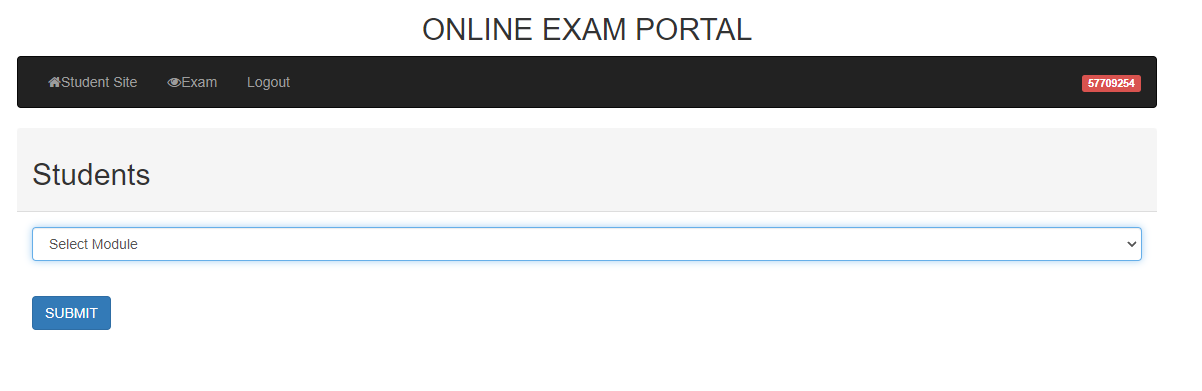 ONLINE EXAM PORTAL
Student Site Exam Logout 57709254
Students
Select Module
SUBMIT